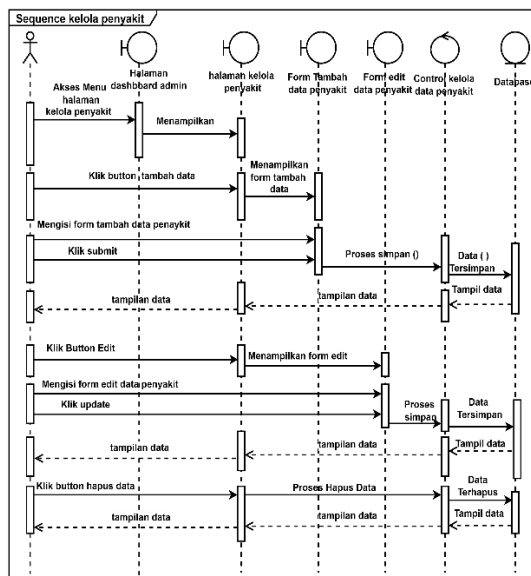 Sequence kelola penyakit
Halaman
dashbbard admin
halaman kelola
penyakit
Form Tambah
data penyakit
Form edit
data penyakit
Control kelola
data penyakit
Datapase
Akses Menu
halaman
kelola penyakit
Menampilkan
Klik button tambah data
Menampilkan
form tambah
data
Mengisi form tambah data penaykit
Klik submit
Proses simpan ()
Data ( )
Tersimpan
tampilan data
tampilan data
Tampil data
Klik Button Edit
Menampilkan form edit
Mengisi form edit data penyakit
Klik update
Proses
simpan
Data
Tersimpan
tampilan data
tampilan data
Tampil data
Klik button hapus data
Proses Hapus Data
Data
Terhapus
tampilan data
tampilan data
Tampil data